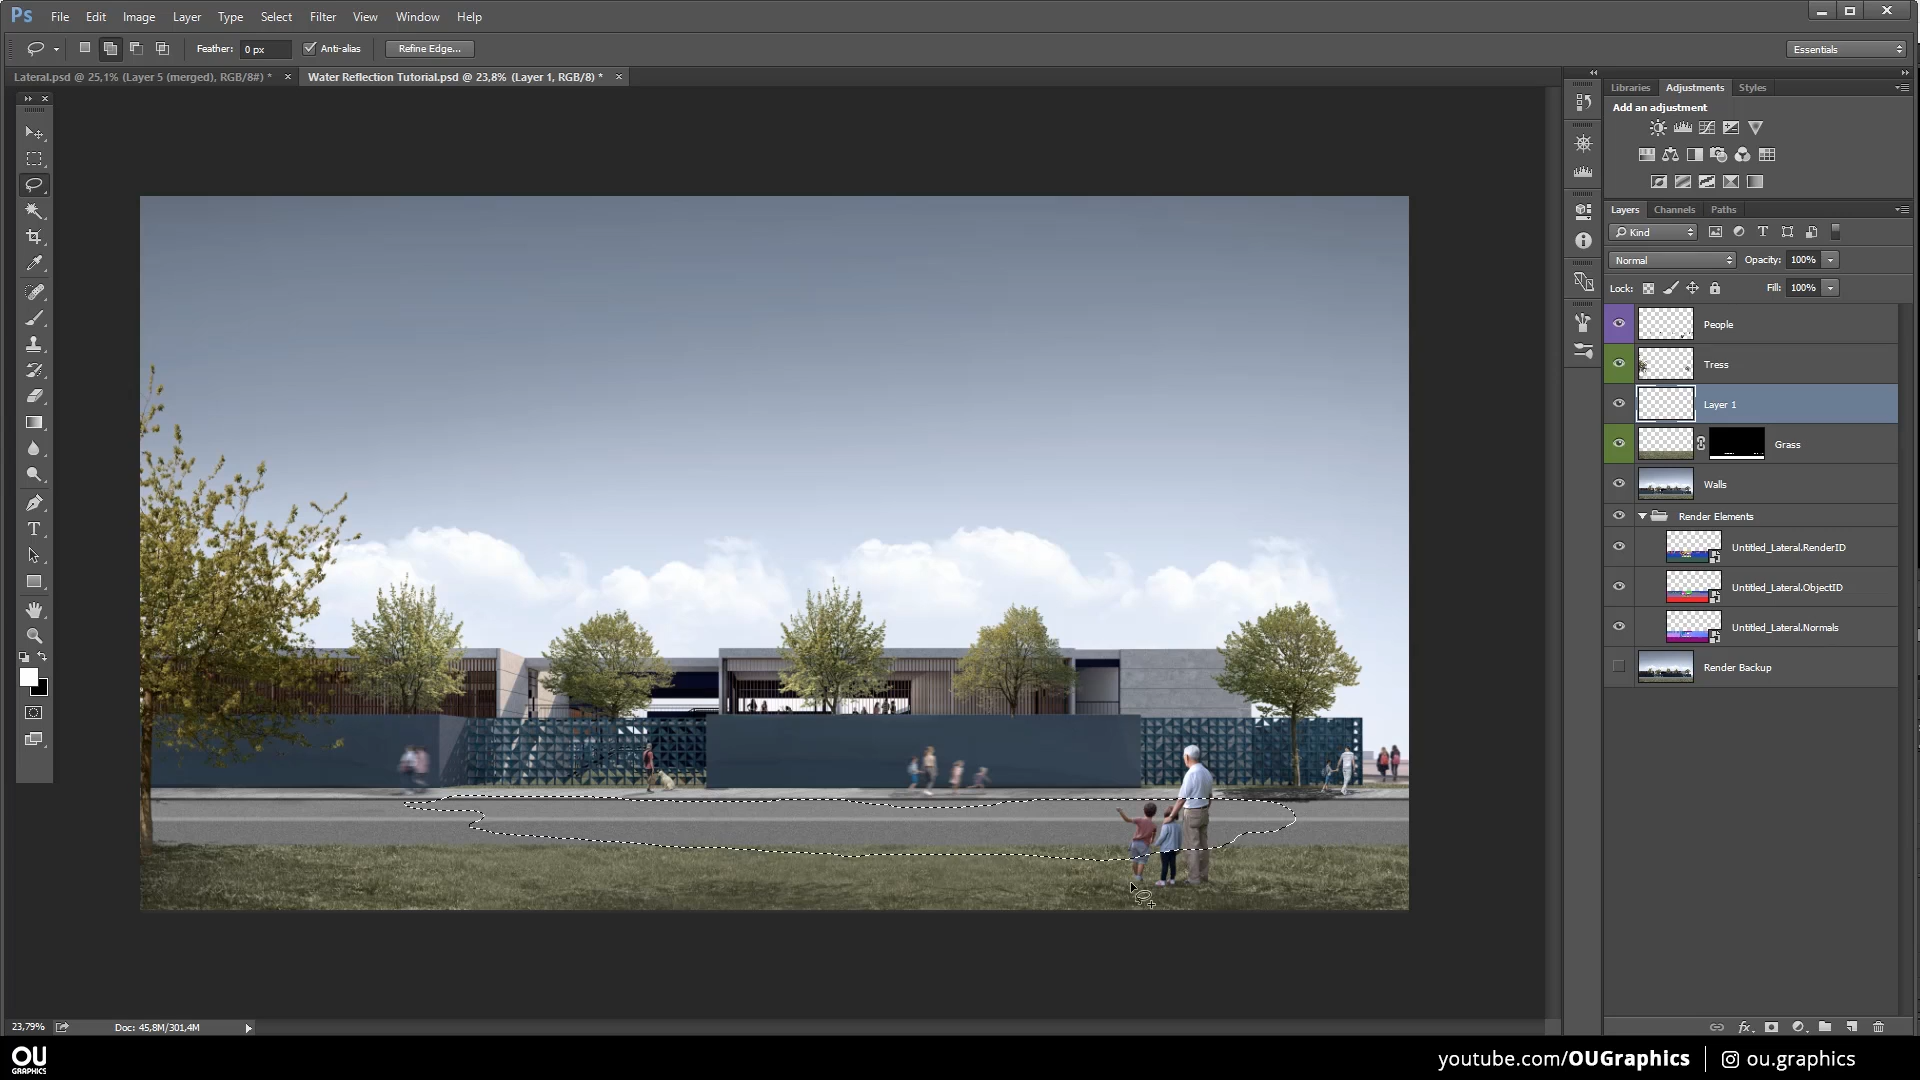 Ps File Edit Image Layer Type Select Filter View Window Help
Feather: 0 px Anti-alias Refine Edge... Essentials
Lateral.psd @ 25,1% (Layer 5 (merged), RGB/8#) * × Water Reflection Tutorial.psd @ 23,8% (Layer 1, RGB/8) * ×
Libraries Adjustments Styles
Add an adjustment
Layers Channels Paths
Kind
Normal Opacity: 100%
Lock: Fill: 100%
People
Tress
Layer 1
Grass
Walls
Render Elements
Untitled_Lateral.RenderID
Untitled_Lateral.ObjectID
Untitled_Lateral.Normals
Render Backup
23,79% Doc: 45,8M/301,4M
OU
GRAPHICS
youtube.com/OUGraphics ou.graphics